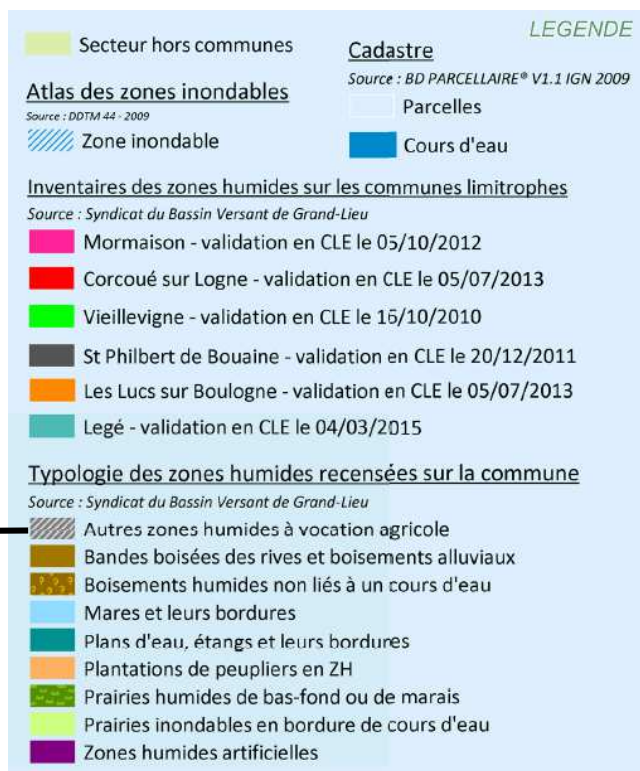 LEGENDE
Secteur hors communes
Atlas des zones inondables
Source : DDTM 44 - 2009
Zone inondable
Cadastre
Source : BD PARCELLAIRE® V1.1 IGN 2009
Parcelles
Cours d'eau
Inventaires des zones humides sur les communes limitrophes
Source : Syndicat du Bassin Versant de Grand-Lieu
Mormaison - validation en CLE le 05/10/2012
Corcoué sur Logne - validation en CLE le 05/07/2013
Vieillevigne - validation en CLE le 16/10/2010
St Philbert de Bouaine - validation en CLE le 20/12/2011
Les Lucs sur Boulogne - validation en CLE le 05/07/2013
Legé - validation en CLE le 04/03/2015
Typologie des zones humides recensées sur la commune
Source : Syndicat du Bassin Versant de Grand-Lieu
Autres zones humides à vocation agricole
Bandes boisées des rives et boisements alluviaux
Boisements humides non liés à un cours d'eau
Mares et leurs bordures
Plans d'eau, étangs et leurs bordures
Plantations de peupliers en ZH
Prairies humides de bas-fond ou de marais
Prairies inondables en bordure de cours d'eau
Zones humides artificielles